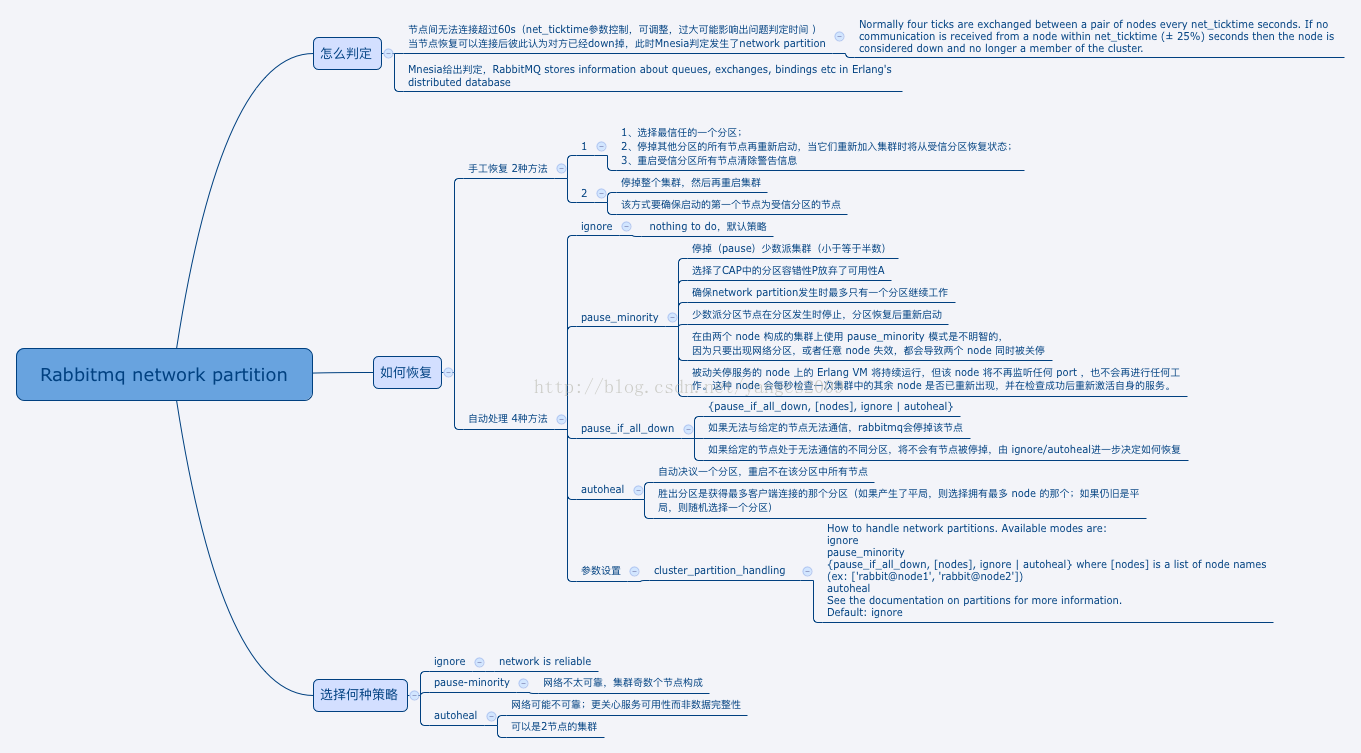 Rabbitmq network partition
怎么判定
节点间无法连接超过60s（net_ticktime参数控制，可调整，过大可能影响出问题判定时间 ）
当节点恢复可以连接后彼此认为对方已经down掉，此时Mnesia判定发生了network partition
Normally four ticks are exchanged between a pair of nodes every net_ticktime seconds. If no
communication is received from a node within net_ticktime (± 25%) seconds then the node is
considered down and no longer a member of the cluster.
Mnesia给出判定，RabbitMQ stores information about queues, exchanges, bindings etc in Erlang's
distributed database
如何恢复
手工恢复 2种方法
1
1、选择最信任的一个分区；
2、停掉其他分区的所有节点再重新启动，当它们重新加入集群时将从受信分区恢复状态；
3、重启受信分区所有节点清除警告信息
2
停掉整个集群，然后再重启集群
该方式要确保启动的第一个节点为受信分区的节点
自动处理 4种方法
ignore
nothing to do，默认策略
pause_minority
停掉（pause）少数派集群（小于等于半数）
选择了CAP中的分区容错性P放弃了可用性A
确保network partition发生时最多只有一个分区继续工作
少数派分区节点在分区发生时停止，分区恢复后重新启动
在由两个 node 构成的集群上使用 pause_minority 模式是不明智的，
因为只要出现网络分区，或者任意 node 失效，都会导致两个 node 同时被关停
被动关停服务的 node 上的 Erlang VM 将持续运行，但该 node 将不再监听任何 port ，也不会再进行任何工
作。这种 node 会每秒检查一次集群中的其余 node 是否已重新出现，并在检查成功后重新激活自身的服务。
pause_if_all_down
{pause_if_all_down, [nodes], ignore | autoheal}
如果无法与给定的节点无法通信，rabbitmq会停掉该节点
如果给定的节点处于无法通信的不同分区，将不会有节点被停掉，由 ignore/autoheal进一步决定如何恢复
autoheal
自动决议一个分区，重启不在该分区中所有节点
胜出分区是获得最多客户端连接的那个分区（如果产生了平局，则选择拥有最多 node 的那个；如果仍旧是平
局，则随机选择一个分区）
参数设置
cluster_partition_handling
How to handle network partitions. Available modes are:
ignore
pause_minority
{pause_if_all_down, [nodes], ignore | autoheal} where [nodes] is a list of node names
(ex: ['rabbit@node1', 'rabbit@node2'])
autoheal
See the documentation on partitions for more information.
Default: ignore
选择何种策略
ignore
network is reliable
pause-minority
网络不太可靠，集群奇数个节点构成
autoheal
网络可能不可靠；更关心服务可用性而非数据完整性
可以是2节点的集群